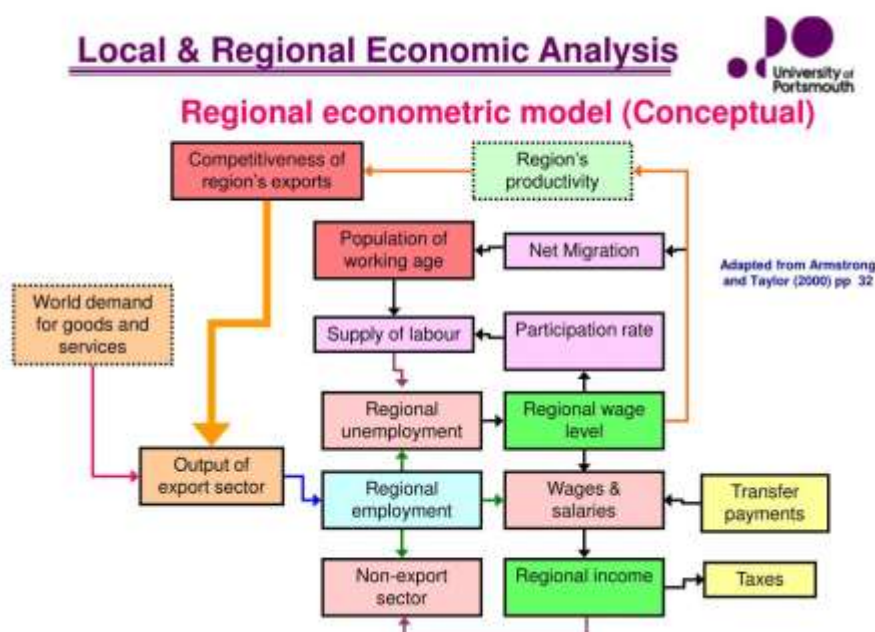 Local & Regional Economic Analysis
University of
Portsmouth
Regional econometric model (Conceptual)
Competitiveness of
region's exports
Region's
productivity
Population of
working age
Net Migration
Adapted from Armstrong
and Taylor (2000) pp 32
World demand
for goods and
services
Supply of labour
Participation rate
Regional
unemployment
Regional wage
level
Output of
export sector
Regional
employment
Wages &
salaries
Transfer
payments
Non-export
sector
Regional income
Taxes